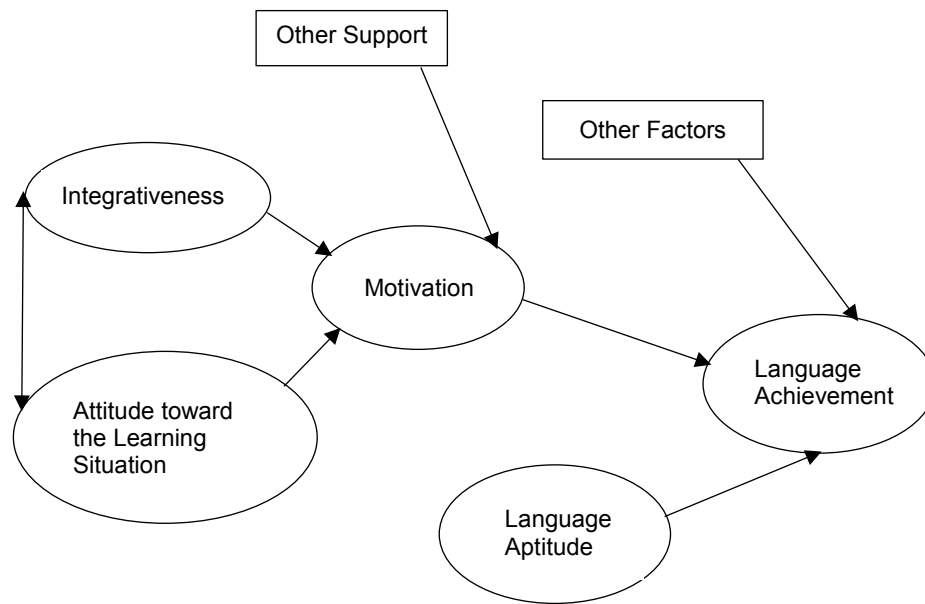 Other Support
Other Factors
Integrativeness
Motivation
Language
Achievement
Attitude toward
the Learning
Situation
Language
Aptitude